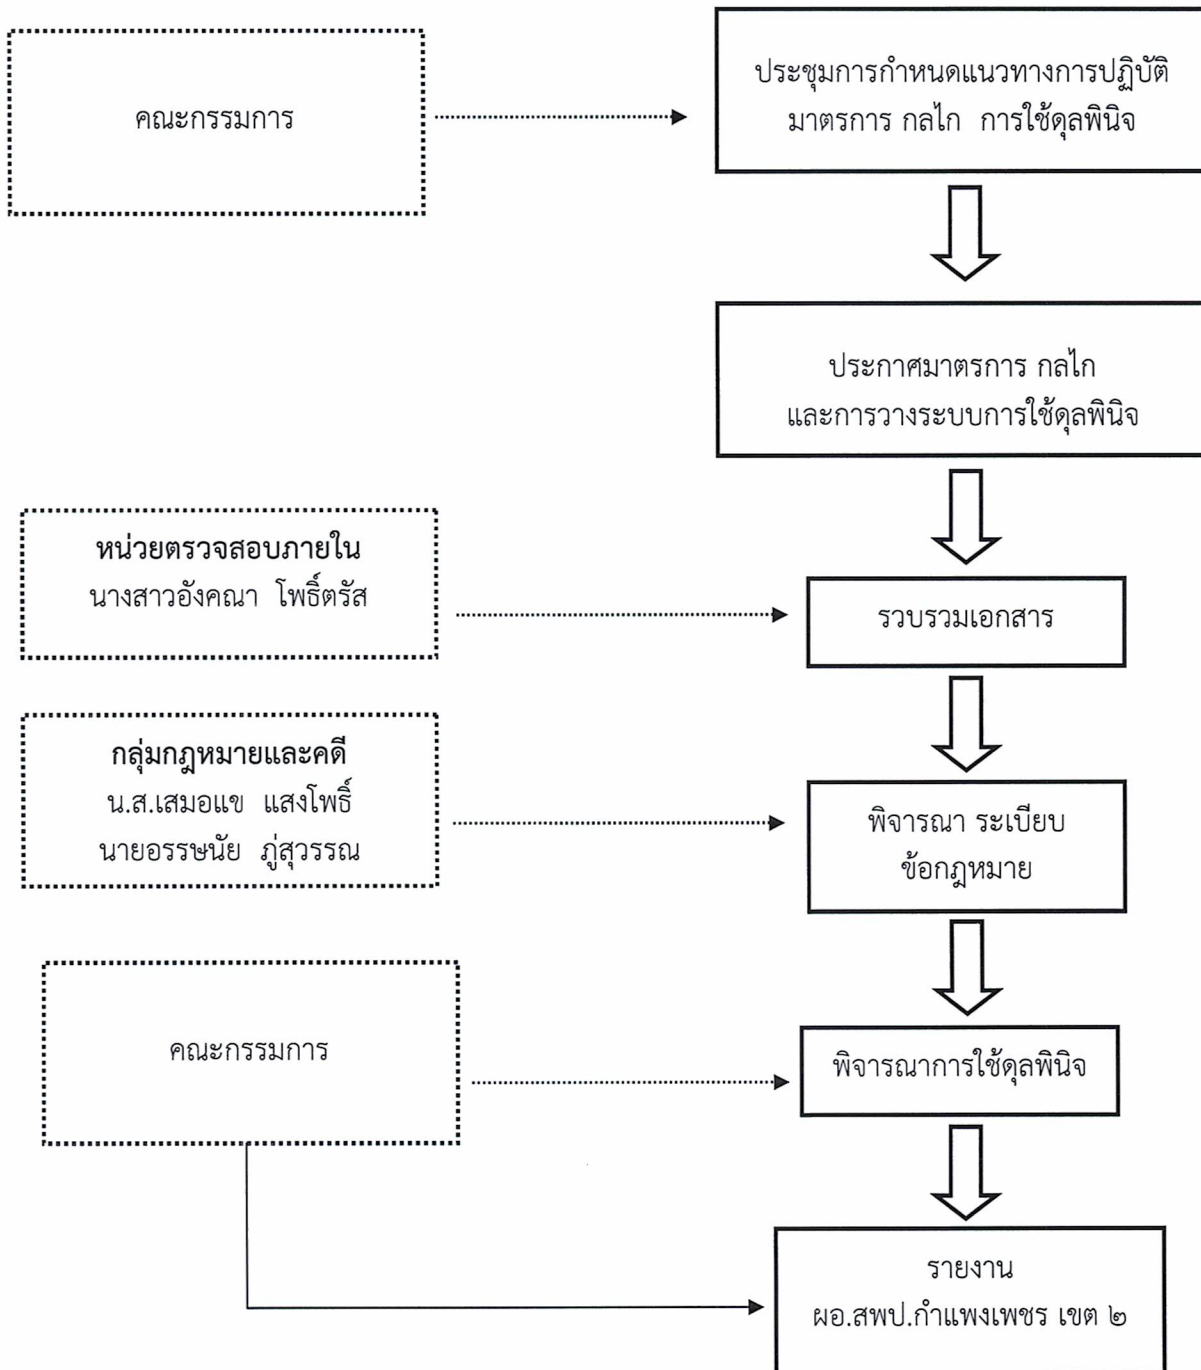 คณะกรรมการ
ประชุมการกำหนดแนวทางการปฏิบัติ
มาตรการ กลไก การใช้ดุลพินิจ
ประกาศมาตรการ กลไก
และการวางระบบการใช้ดุลพินิจ
หน่วยตรวจสอบภายใน
นางสาวอังคณา โพธิ์ตรัส
รวบรวมเอกสาร
กลุ่มกฎหมายและคดี
น.ส.เสมอแข แสงโพธิ์
นายอรรษนัย ภู่สุวรรณ
พิจารณา ระเบียบ
ข้อกฎหมาย
คณะกรรมการ
พิจารณาการใช้ดุลพินิจ
รายงาน
ผอ.สพป.กำแพงเพชร เขต ๒